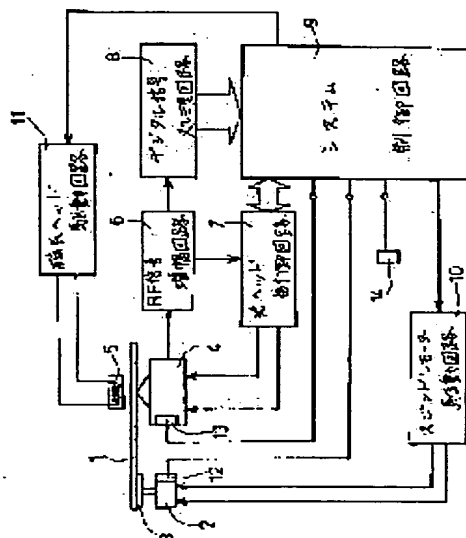 11
磁気ヘッド
駆動回路
8
デジタル信号
処理回路
9
システム
制御回路
6
RF信号
増幅回路
7
光ヘッド
制御回路
5
4
13
1
3
2
12
14
10
スピンドルモーター
駆動回路